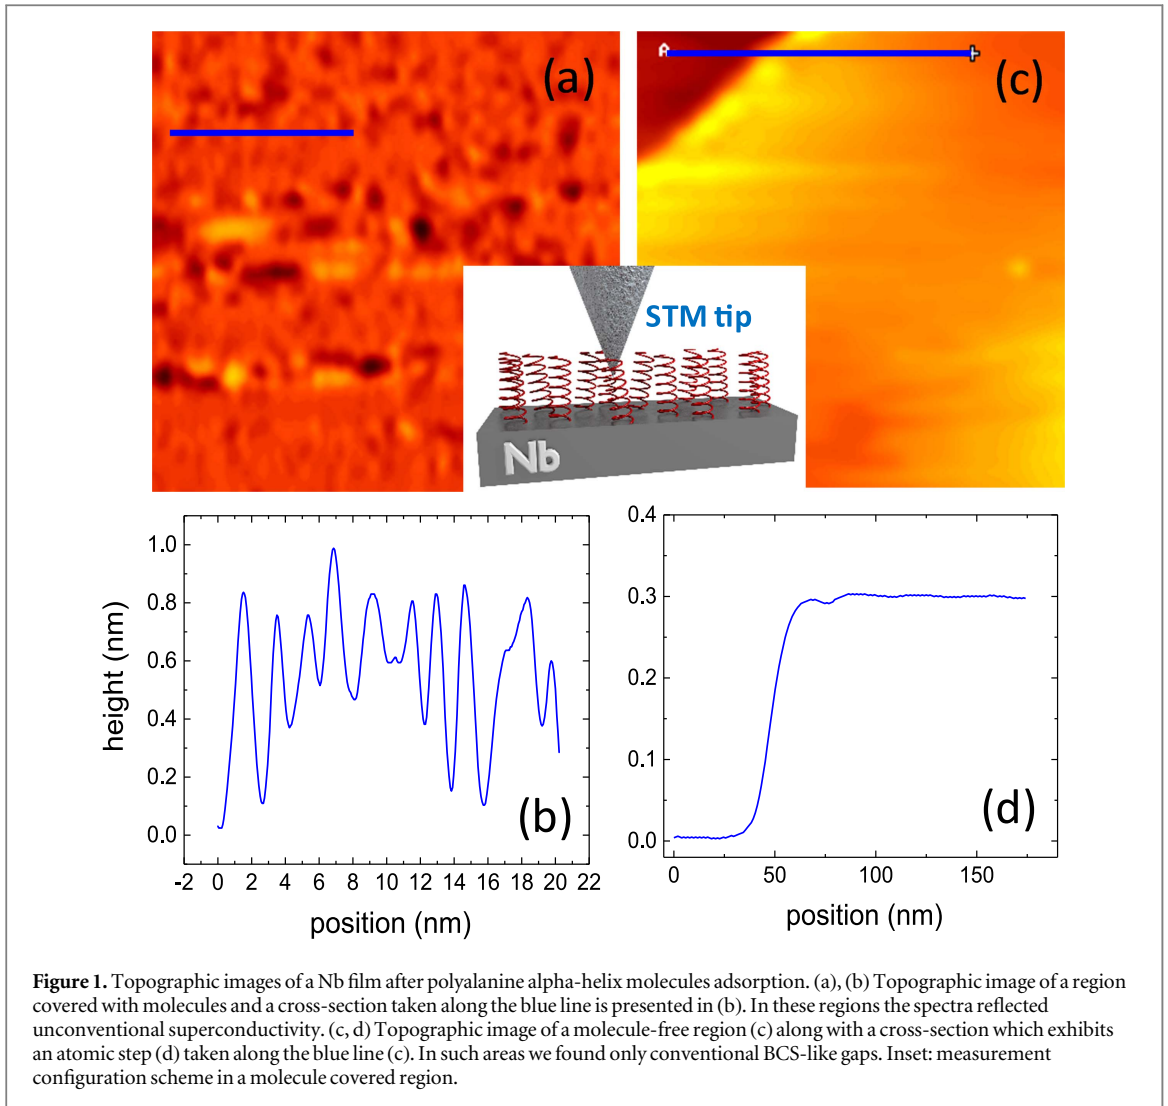 (a)
A
(c)
STM tip
Nb
1.0
0.8
0.6
0.4
0.2
0.0
height (nm)
-2 0 2 4 6 8 10 12 14 16 18 20 22
position (nm)
(b)
0.4
0.3
0.2
0.1
0.0
0 50 100 150
position (nm)
(d)
Figure 1. Topographic images of a Nb film after polyalanine alpha-helix molecules adsorption. (a), (b) Topographic image of a region
covered with molecules and a cross-section taken along the blue line is presented in (b). In these regions the spectra reflected
unconventional superconductivity. (c, d) Topographic image of a molecule-free region (c) along with a cross-section which exhibits
an atomic step (d) taken along the blue line (c). In such areas we found only conventional BCS-like gaps. Inset: measurement
configuration scheme in a molecule covered region.